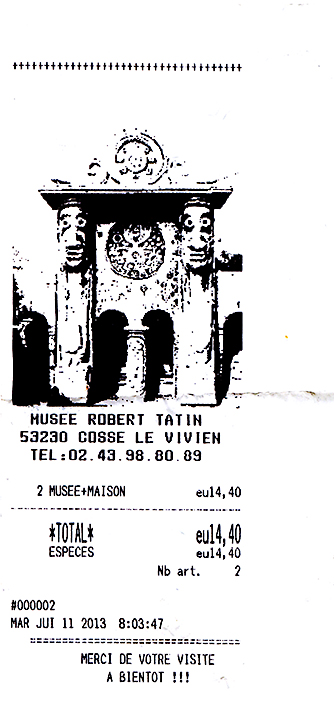 MUSEE ROBERT TATIN
53230 COSSE LE VIVIEN
TEL:02.43.98.80.89
2 MUSEE+MAISON eu14,40
*TOTAL* eu14,40
ESPECES eu14,40
Nb art. 2
#000002
MAR JUI 11 2013 8:03:47
MERCI DE VOTRE VISITE
A BIENTOT !!!